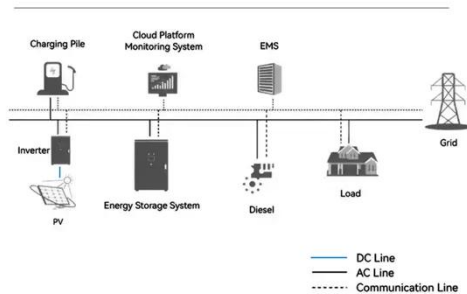 Charging Pile
Cloud Platform
Monitoring System
EMS
Inverter
Grid
PV
Energy Storage System
Diesel
Load
DC Line
AC Line
Communication Line